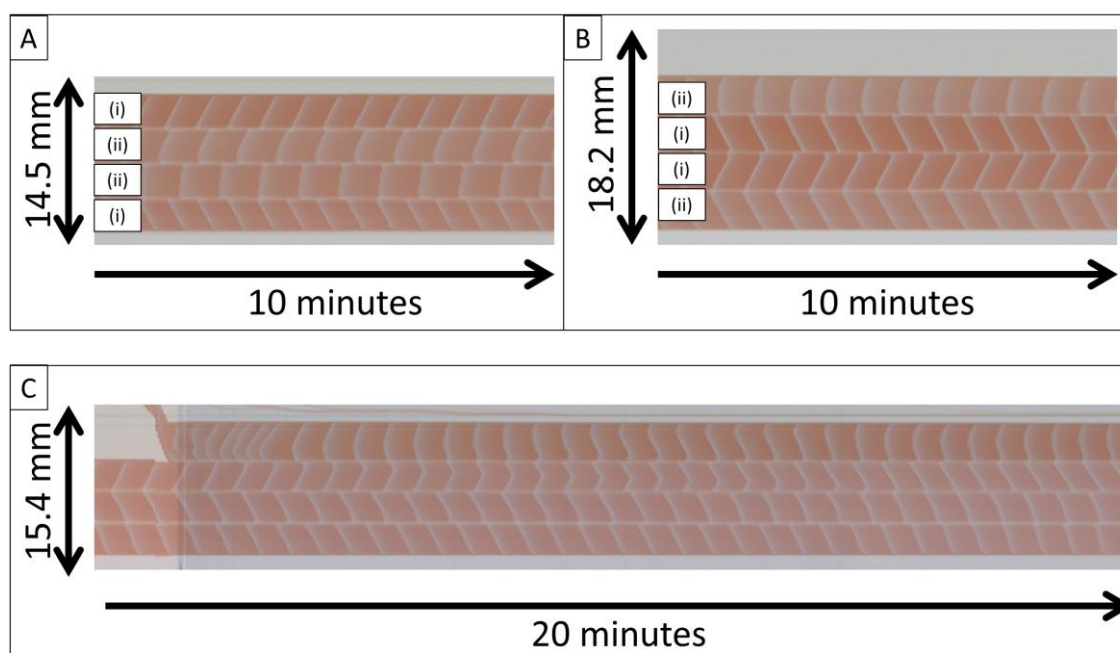 A
14.5 mm
(i)
(ii)
(ii)
(i)
10 minutes
B
18.2 mm
(ii)
(i)
(i)
(ii)
10 minutes
C
15.4 mm
20 minutes